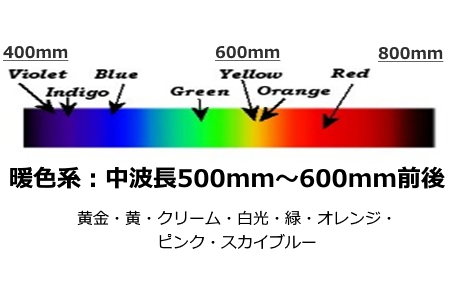 400mm 600mm 800mm
Violet Blue Yellow Red
Indigo Green Orange
暖色系：中波長500mm～600mm前後
黄金・黄・クリーム・白光・緑・オレンジ・
ピンク・スカイブルー